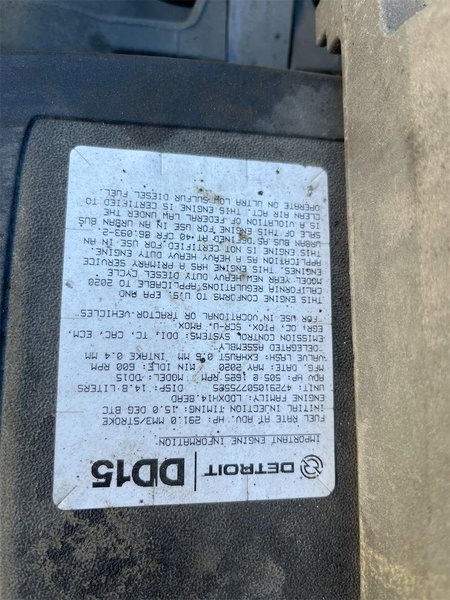 DETROIT | DD15
IMPORTANT ENGINE INFORMATION:
FUEL RATE AT ADV. HP: 291.0 MM3/STROKE
INITIAL INJECTION TIMING: 15.0 DEG BTC
ENGINE FAMILY: LDDXH14.8EAD
UNIT: 472910S0775585 DISP: 14.8 LITERS
ADV HP: 505 @ 1625 RPM MODEL: DD15
MFG. DATE: MAY 2020 MIN IDLE: 600 RPM
VALVE LASH: EXHAUST 0.6 MM INTAKE 0.4 MM
"DELEGATED ASSEMBLY"
EMISSION CONTROL SYSTEMS: DDI, TC, CAC, ECM,
EGR, OC, PTOX, SCR-U, AMOX
FOR USE IN VOCATIONAL OR TRACTOR VEHICLES.
THIS ENGINE CONFORMS TO U.S. EPA AND
CALIFORNIA REGULATIONS APPLICABLE TO 2020
MODEL YEAR NEW HEAVY DUTY DIESEL CYCLE
ENGINES. THIS ENGINE HAS A PRIMARY SERVICE
APPLICATION AS A HEAVY HEAVY DUTY ENGINE.
THIS ENGINE IS NOT CERTIFIED FOR USE IN AN
URBAN BUS AS DEFINED AT 40 CFR 86.093-2.
SALE OF THIS ENGINE FOR USE IN AN URBAN BUS
IS A VIOLATION OF FEDERAL LAW UNDER THE
CLEAN AIR ACT. THIS ENGINE IS CERTIFIED TO
OPERATE ON ULTRA LOW SULFUR DIESEL FUEL.